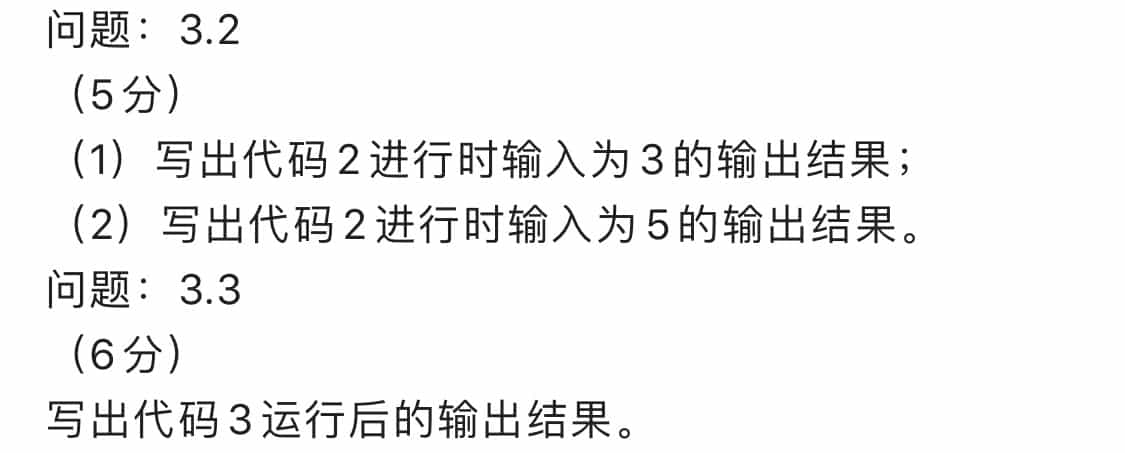 问题：3.2
（5分）
（1）写出代码2进行时输入为3的输出结果；
（2）写出代码2进行时输入为5的输出结果。
问题：3.3
（6分）
写出代码3运行后的输出结果。